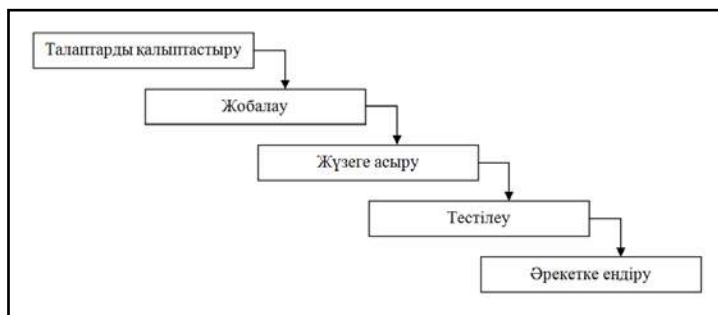 Талаптарды қалыптастыру
Жобалау
Жүзеге асыру
Тестілеу
Әрекетке ендіру